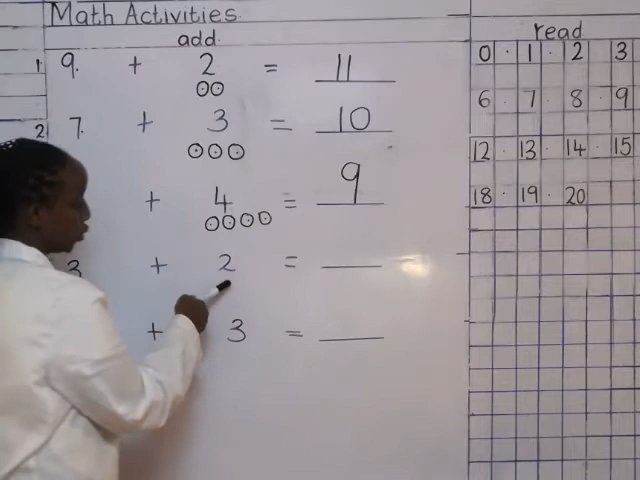 Math Activities.
add
1 9. + 2 = 11
2 7. + 3 = 10
+ 4 = 9
3 + 2 =
+ 3 =
read
0 . 1 . 2 3
6 . 7 . 8 . 9
12 . 13 . 14 . 15
18 . 19 . 20